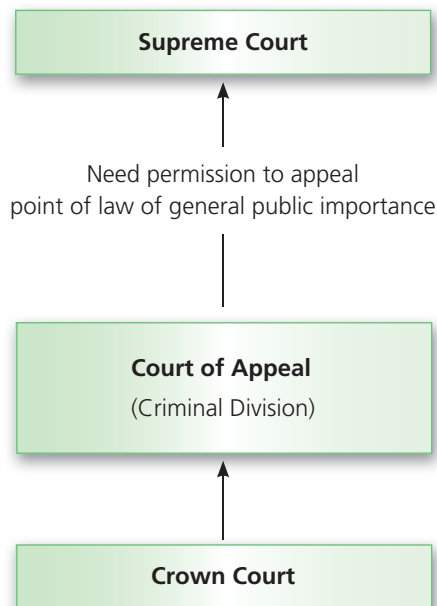 Supreme Court
Need permission to appeal
point of law of general public importance
Court of Appeal
(Criminal Division)
Crown Court